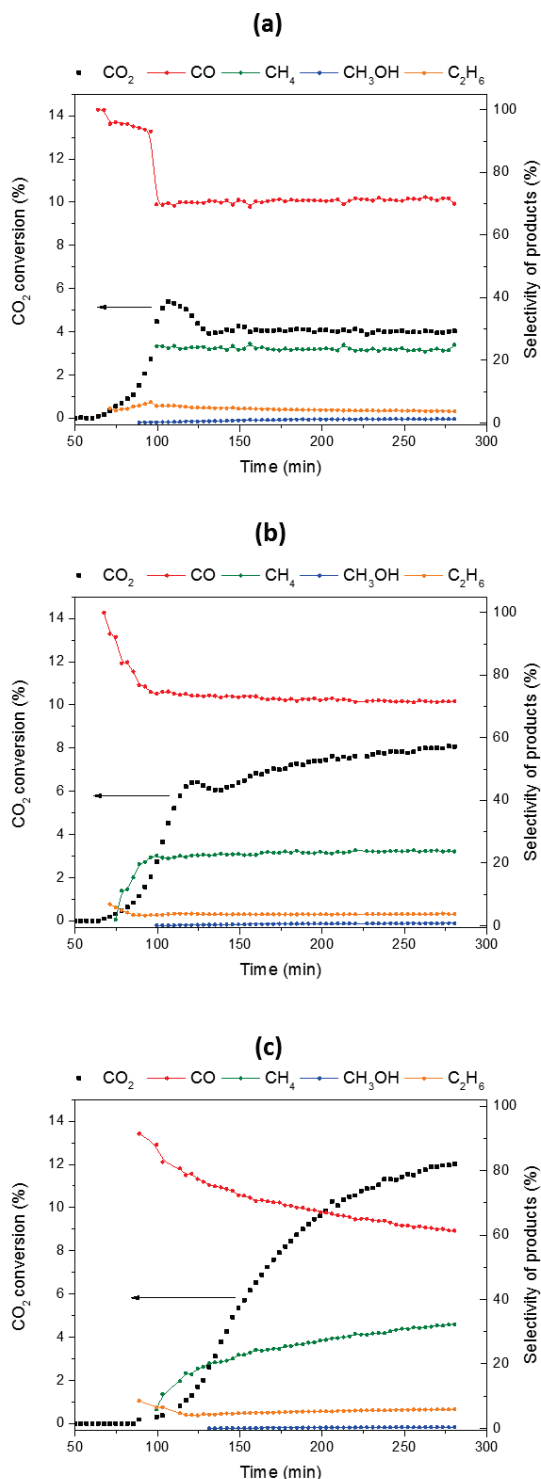 (a)
CO₂ CO CH₄ CH₃OH C₂H₆
14
12
10
8
6
4
2
0
CO₂ conversion (%)
100
80
60
40
20
0
Selectivity of products (%)
50 100 150 200 250 300
Time (min)
(b)
CO₂ CO CH₄ CH₃OH C₂H₆
14
12
10
8
6
4
2
0
CO₂ conversion (%)
100
80
60
40
20
0
Selectivity of products (%)
50 100 150 200 250 300
Time (min)
(c)
CO₂ CO CH₄ CH₃OH C₂H₆
14
12
10
8
6
4
2
0
CO₂ conversion (%)
100
80
60
40
20
0
Selectivity of products (%)
50 100 150 200 250 300
Time (min)